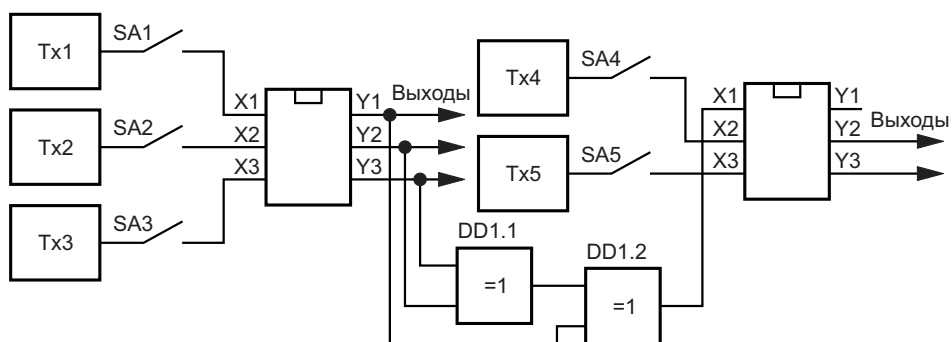 Tx1
SA1
Tx2
SA2
Tx3
SA3
X1
X2
X3
Y1
Y2
Y3
Выходы
Tx4
SA4
Tx5
SA5
DD1.1
=1
DD1.2
=1
X1
X2
X3
Y1
Y2
Y3
Выходы